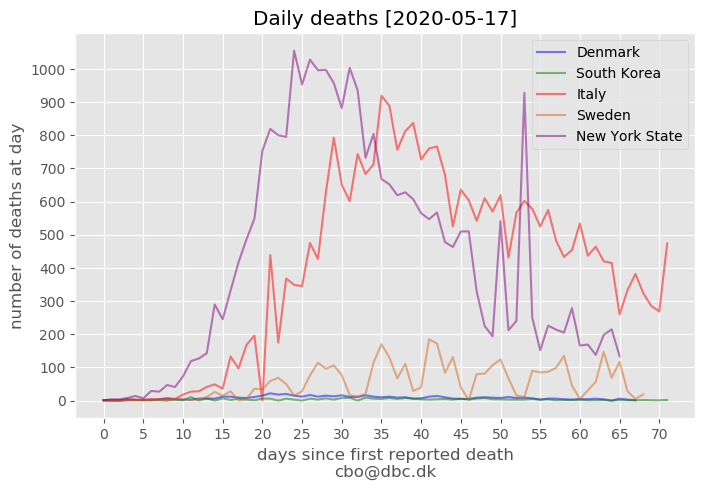 Daily deaths [2020-05-17]
Denmark
South Korea
Italy
Sweden
New York State
number of deaths at day
1000
900
800
700
600
500
400
300
200
100
0
0 5 10 15 20 25 30 35 40 45 50 55 60 65 70
days since first reported death
cbo@dbc.dk